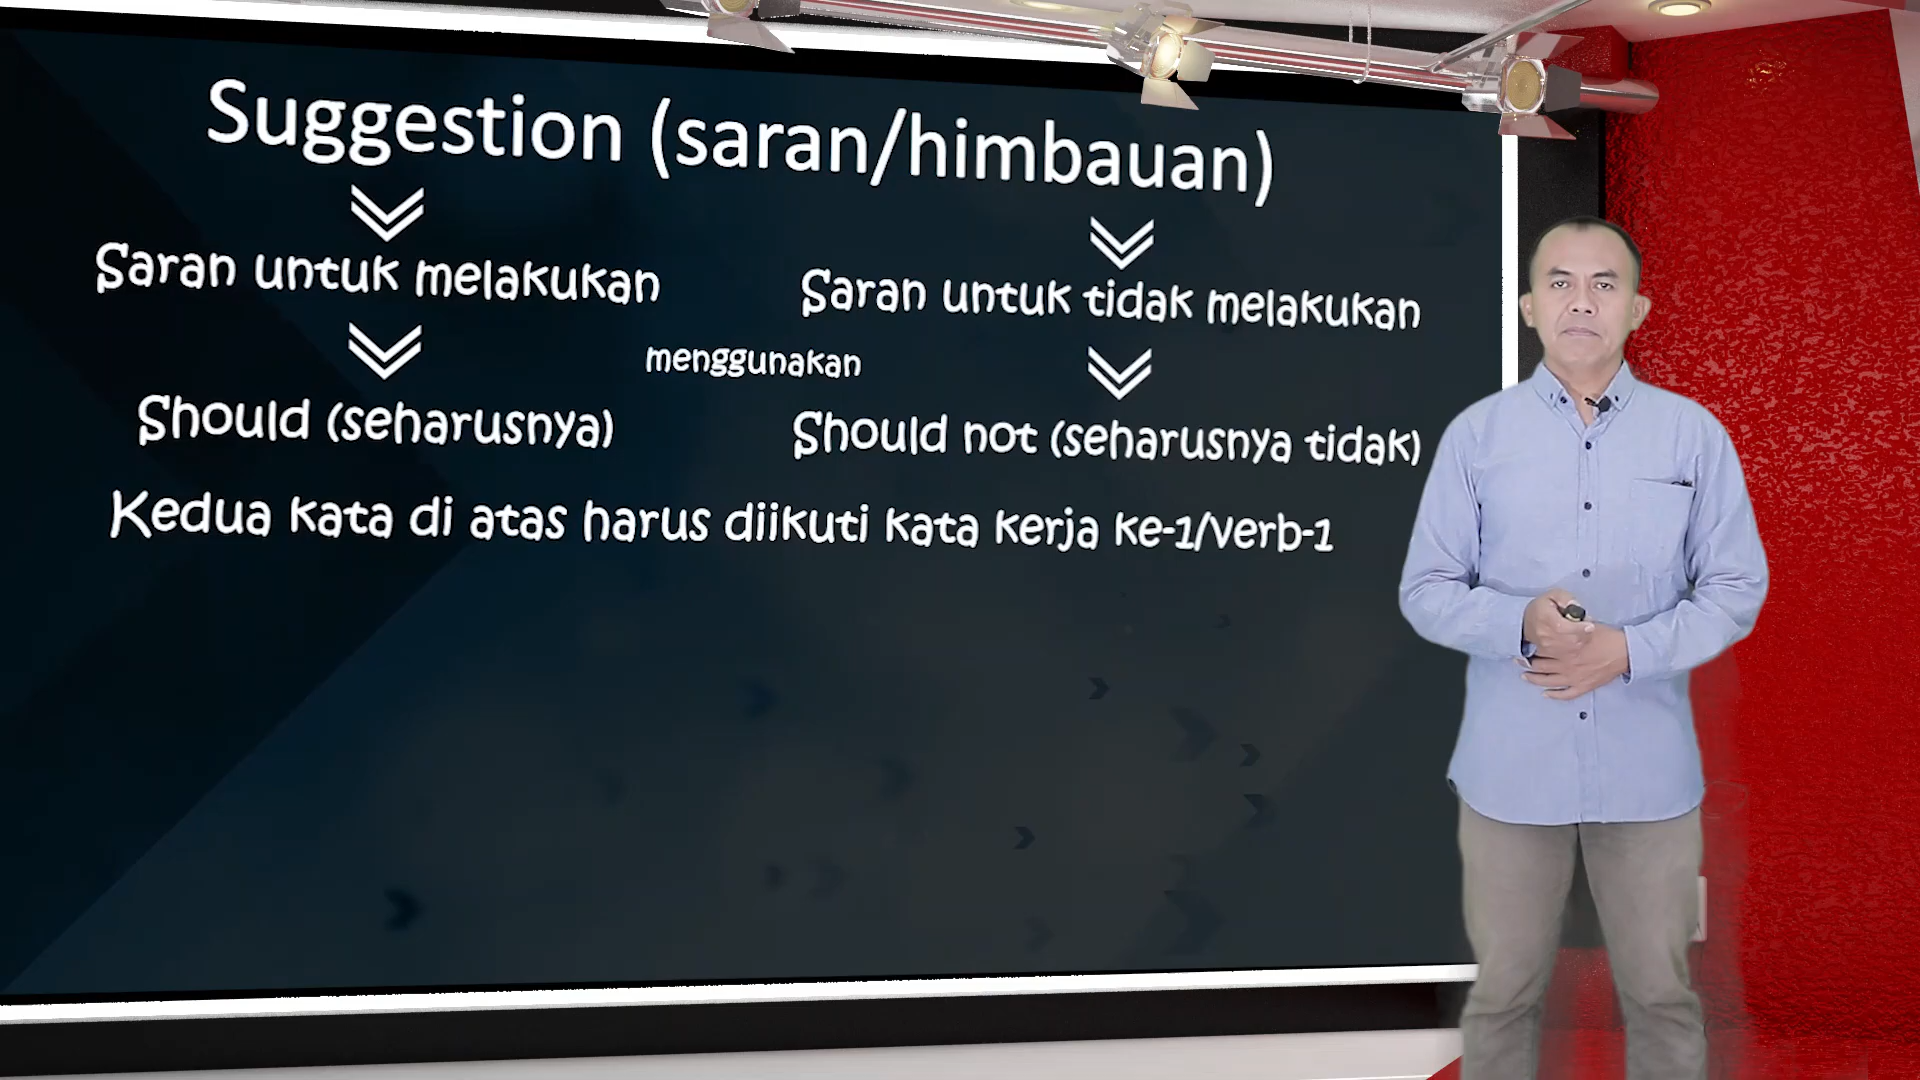 Suggestion (saran/himbauan)
Saran untuk melakukan
Saran untuk tidak melakukan
menggunakan
Should (seharusnya)
Should not (seharusnya tidak)
Kedua kata di atas harus diikuti kata kerja ke-1/verb-1